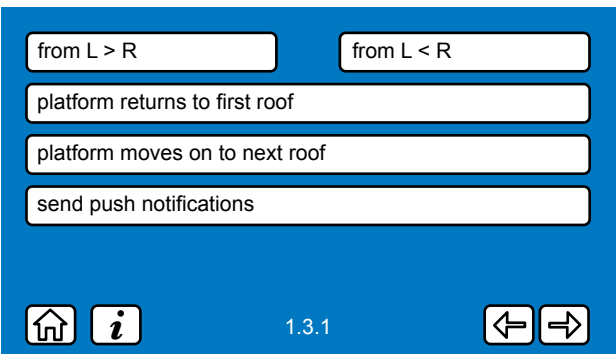 from L > R
from L < R
platform returns to first roof
platform moves on to next roof
send push notifications
i
1.3.1